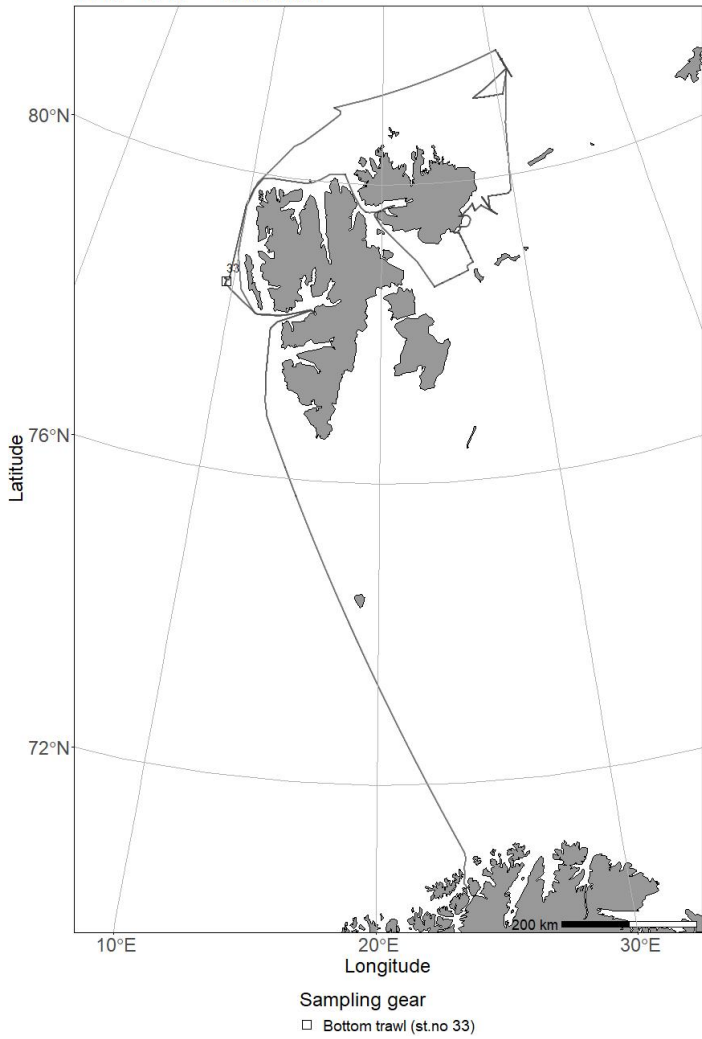 80°N
33
76°N
Latitude
72°N
200 km
10°E
20°E
30°E
Longitude
Sampling gear
Bottom trawl (st.no 33)